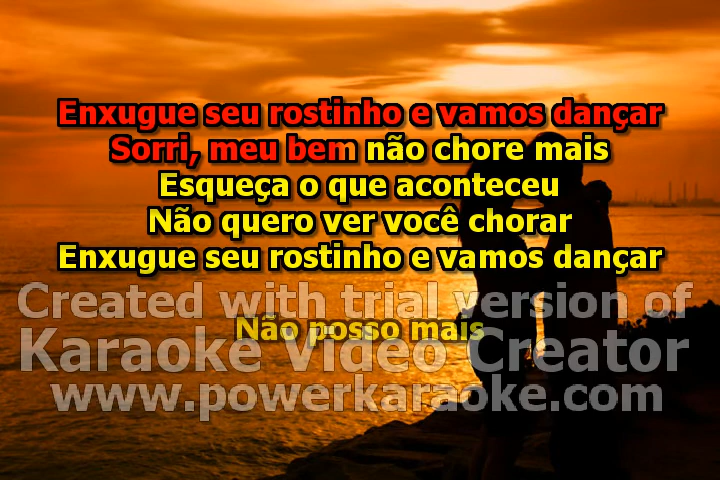 Enxugue seu rostinho e vamos dançar
Sorri, meu bem não chore mais
Esqueça o que aconteceu
Não quero ver você chorar
Enxugue seu rostinho e vamos dançar
Created with trial version of
Não posso mais
Karaoke Video Creator
www.powerkaraoke.com